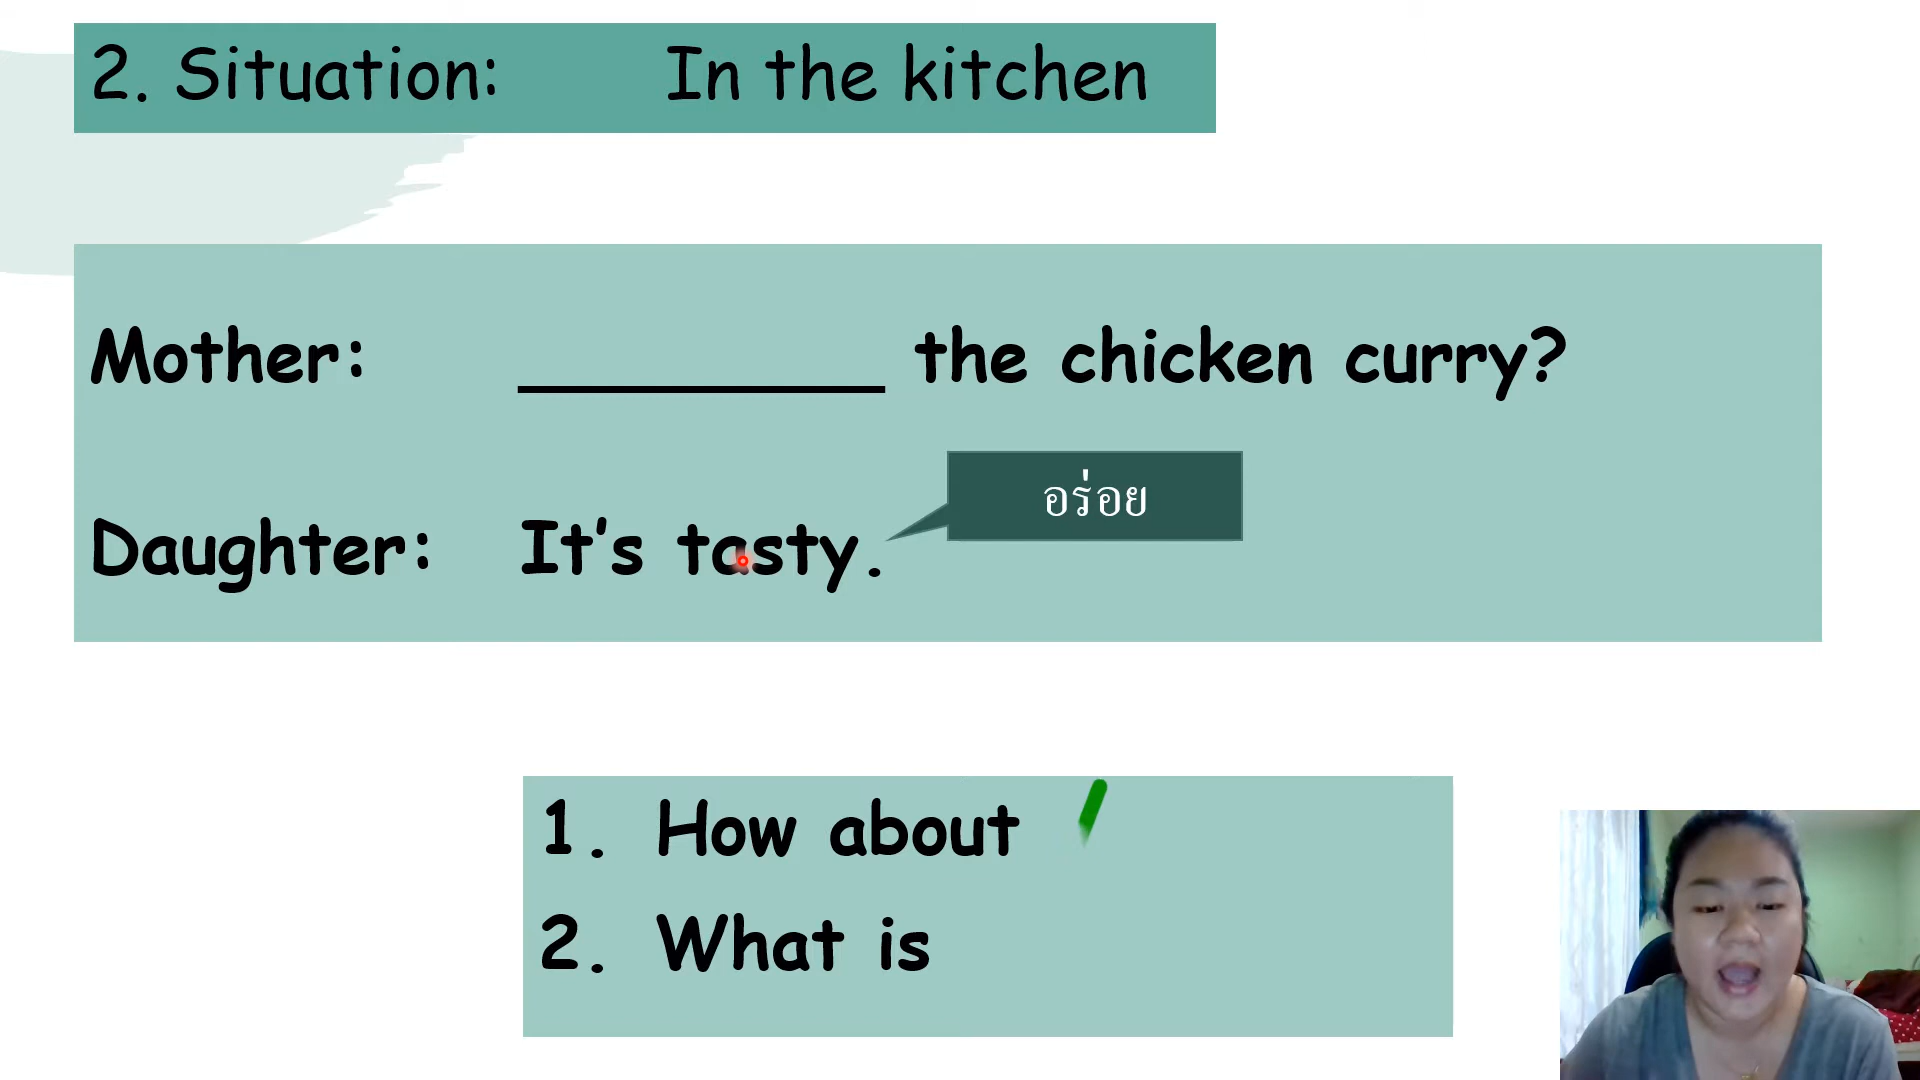 2. Situation: In the kitchen
Mother: __________ the chicken curry?
อร่อย
Daughter: It's tasty.
1. How about
2. What is